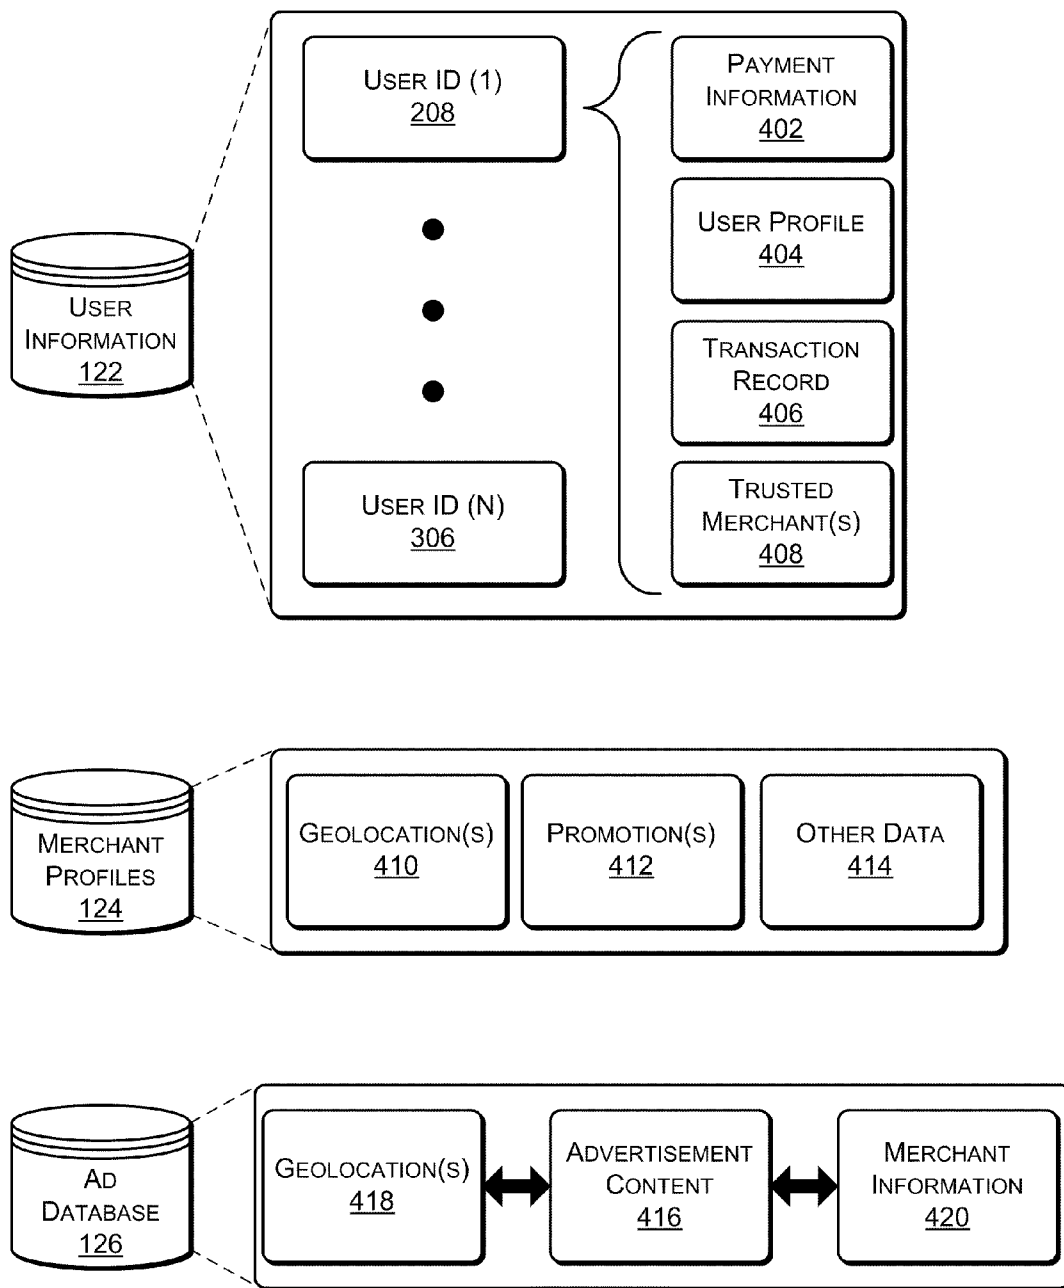 USER ID (1)
208
PAYMENT
INFORMATION
402
USER PROFILE
404
USER
INFORMATION
122
TRANSACTION
RECORD
406
USER ID (N)
306
TRUSTED
MERCHANT(S)
408
MERCHANT
PROFILES
124
GEOLOCATION(S)
410
PROMOTION(S)
412
OTHER DATA
414
AD
DATABASE
126
GEOLOCATION(S)
418
ADVERTISEMENT
CONTENT
416
MERCHANT
INFORMATION
420